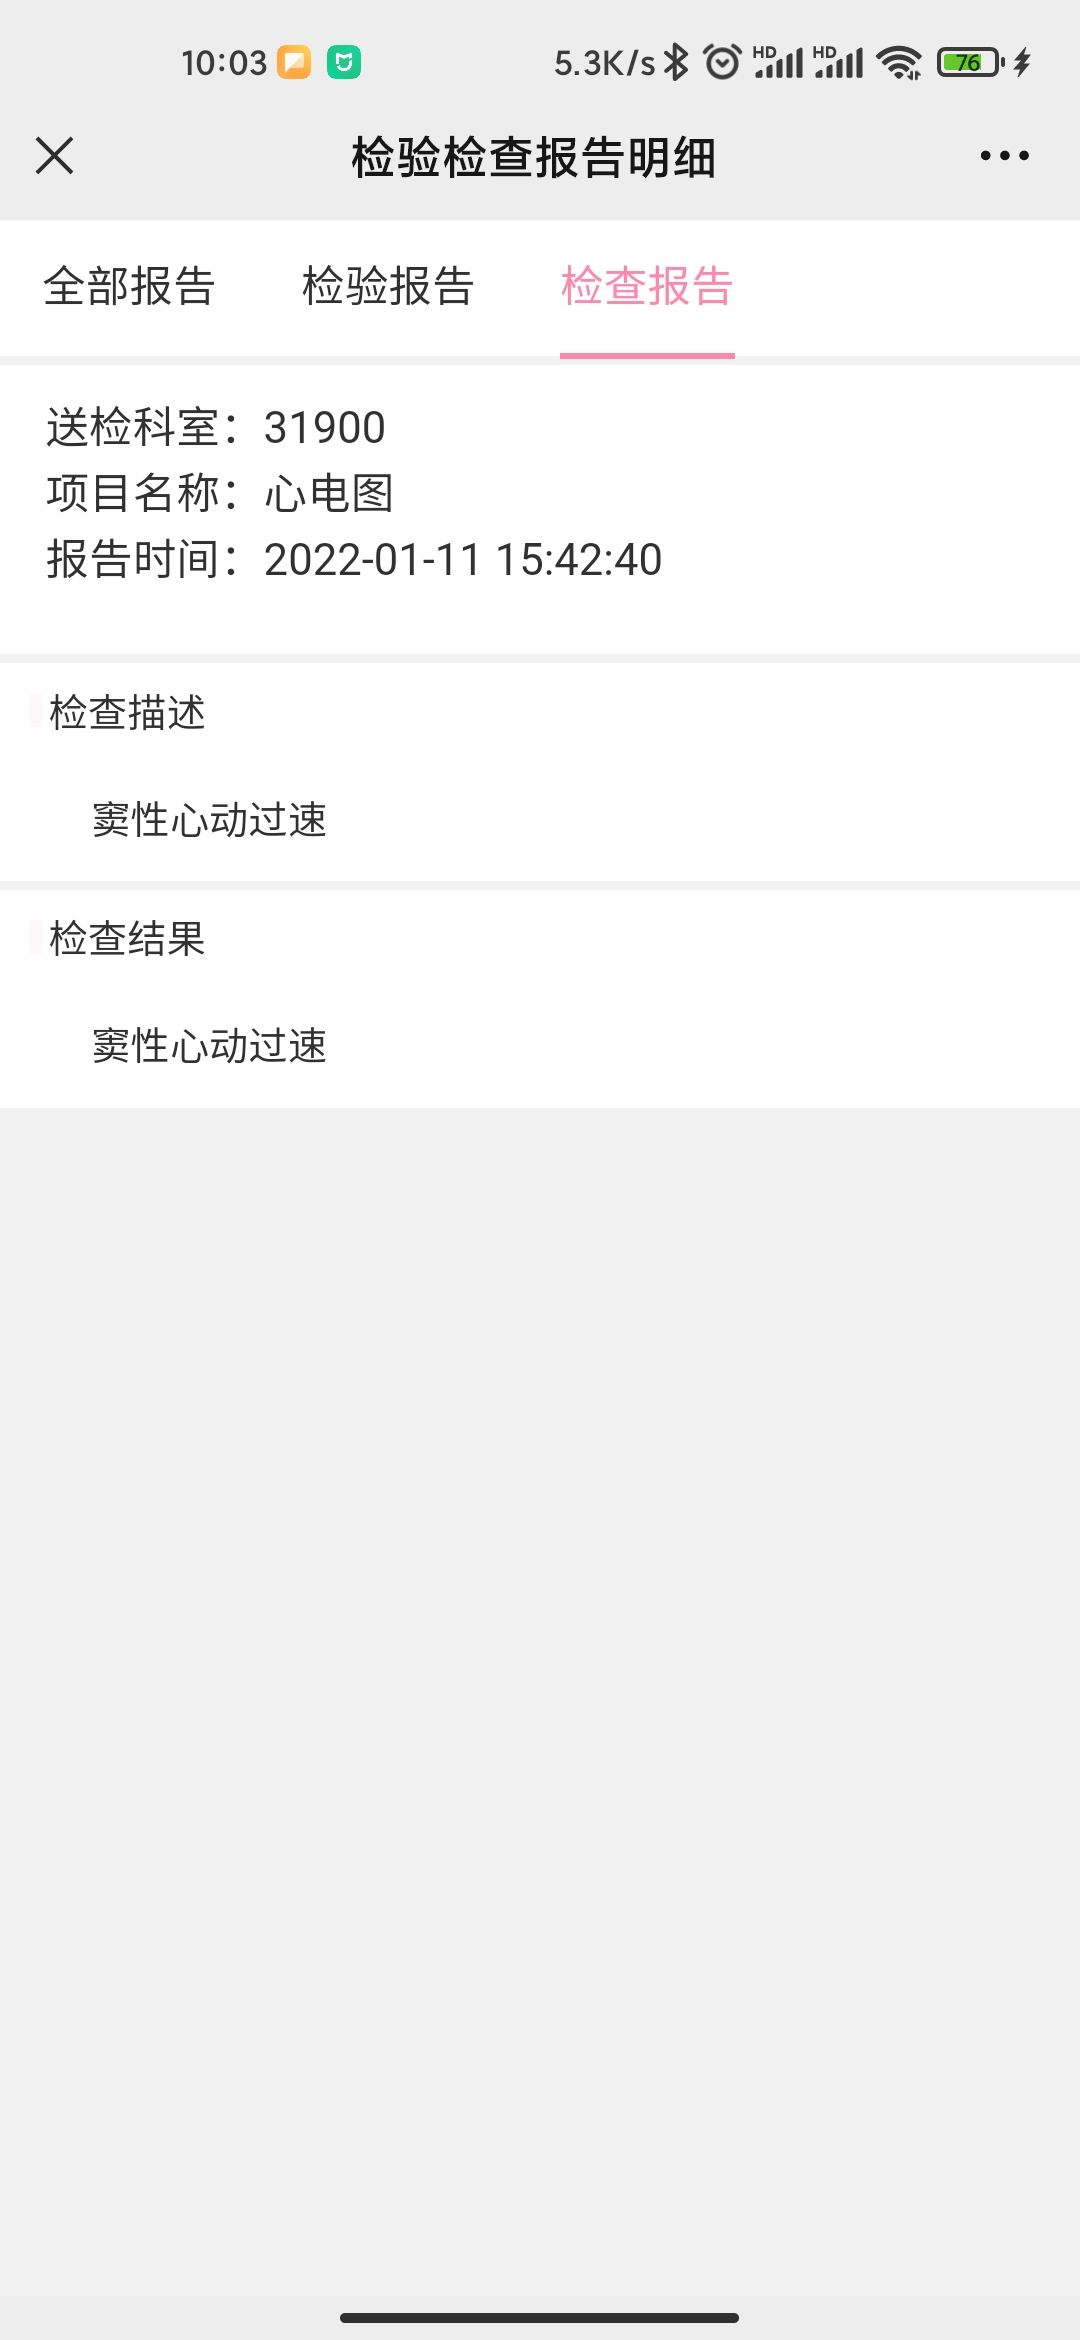 10:03
5.3K/s HD HD 76
检验检查报告明细
全部报告 检验报告 检查报告
送检科室：31900
项目名称：心电图
报告时间：2022-01-11 15:42:40
检查描述
窦性心动过速
检查结果
窦性心动过速